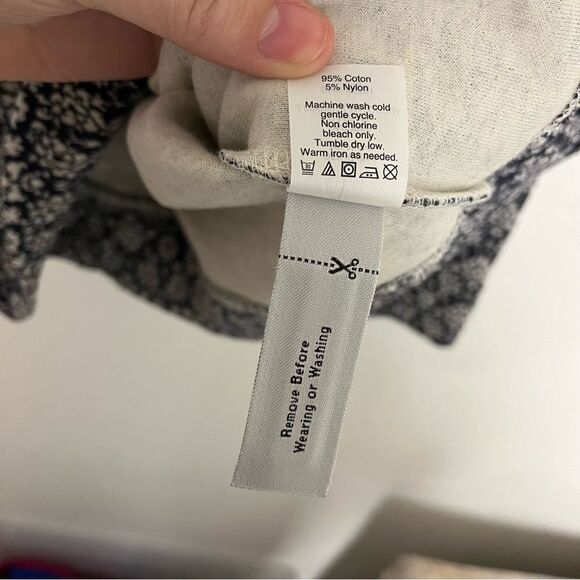 95% Coton
5% Nylon
Machine wash cold
gentle cycle.
Non chlorine
bleach only.
Tumble dry low.
Warm iron as needed.
30
Remove Before
Wearing or Washing